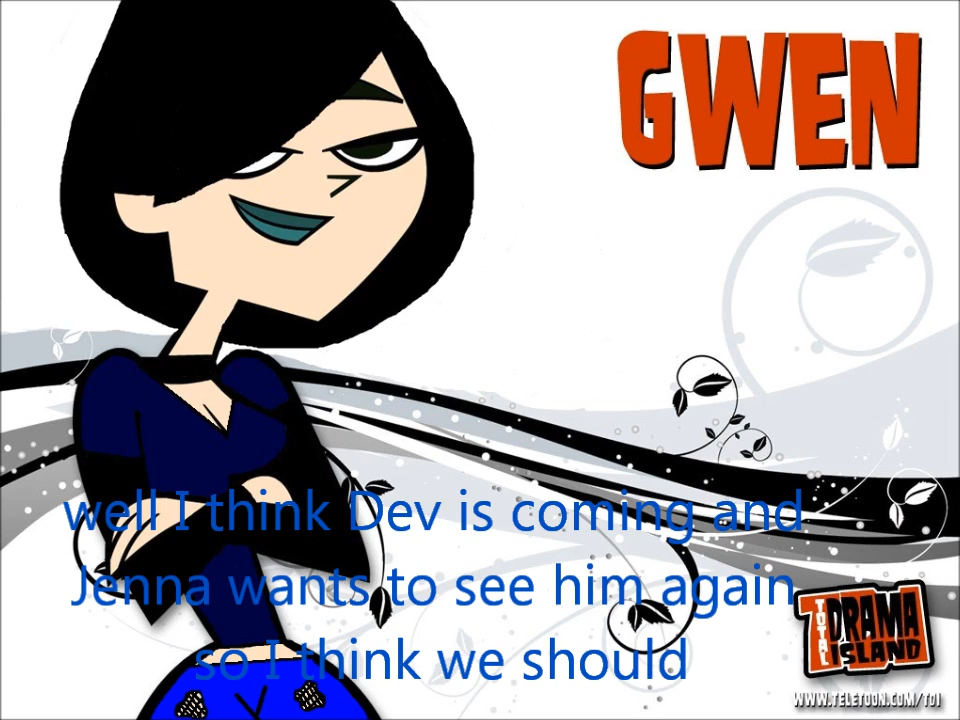 GWEN
well I think Dev is coming and
Jenna wants to see him again
so I think we should
TOTAL
DRAMA
ISLAND
WWW.TELETOON.COM/TDI